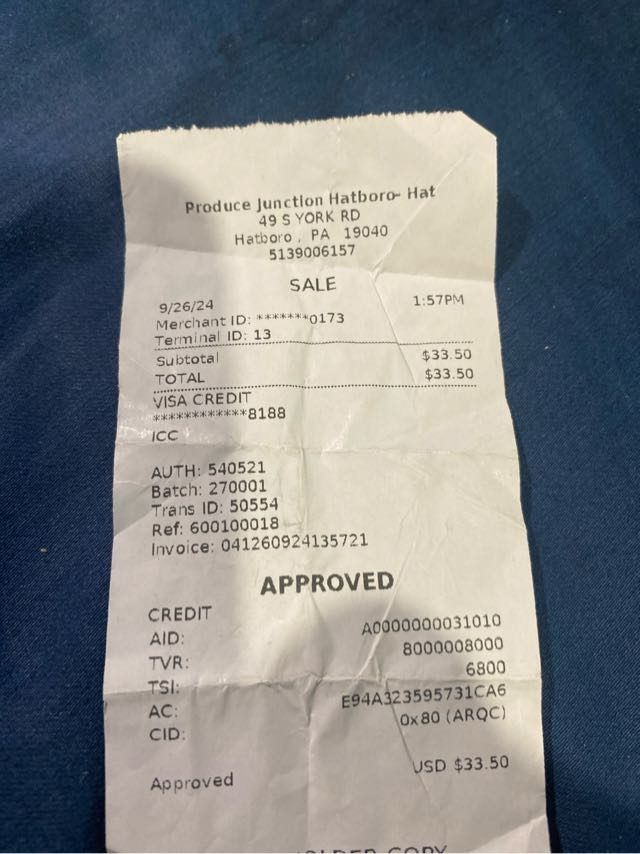 Produce Junction Hatboro- Hat
49 S YORK RD
Hatboro , PA 19040
5139006157
SALE
9/26/24 1:57PM
Merchant ID: *******0173
Terminal ID: 13
Subtotal $33.50
TOTAL $33.50
VISA CREDIT
************8188
ICC
AUTH: 540521
Batch: 270001
Trans ID: 50554
Ref: 600100018
Invoice: 041260924135721
APPROVED
CREDIT
AID: A0000000031010
TVR: 8000008000
TSI: 6800
AC: E94A323595731CA6
CID: 0x80 (ARQC)
Approved USD $33.50
COPY